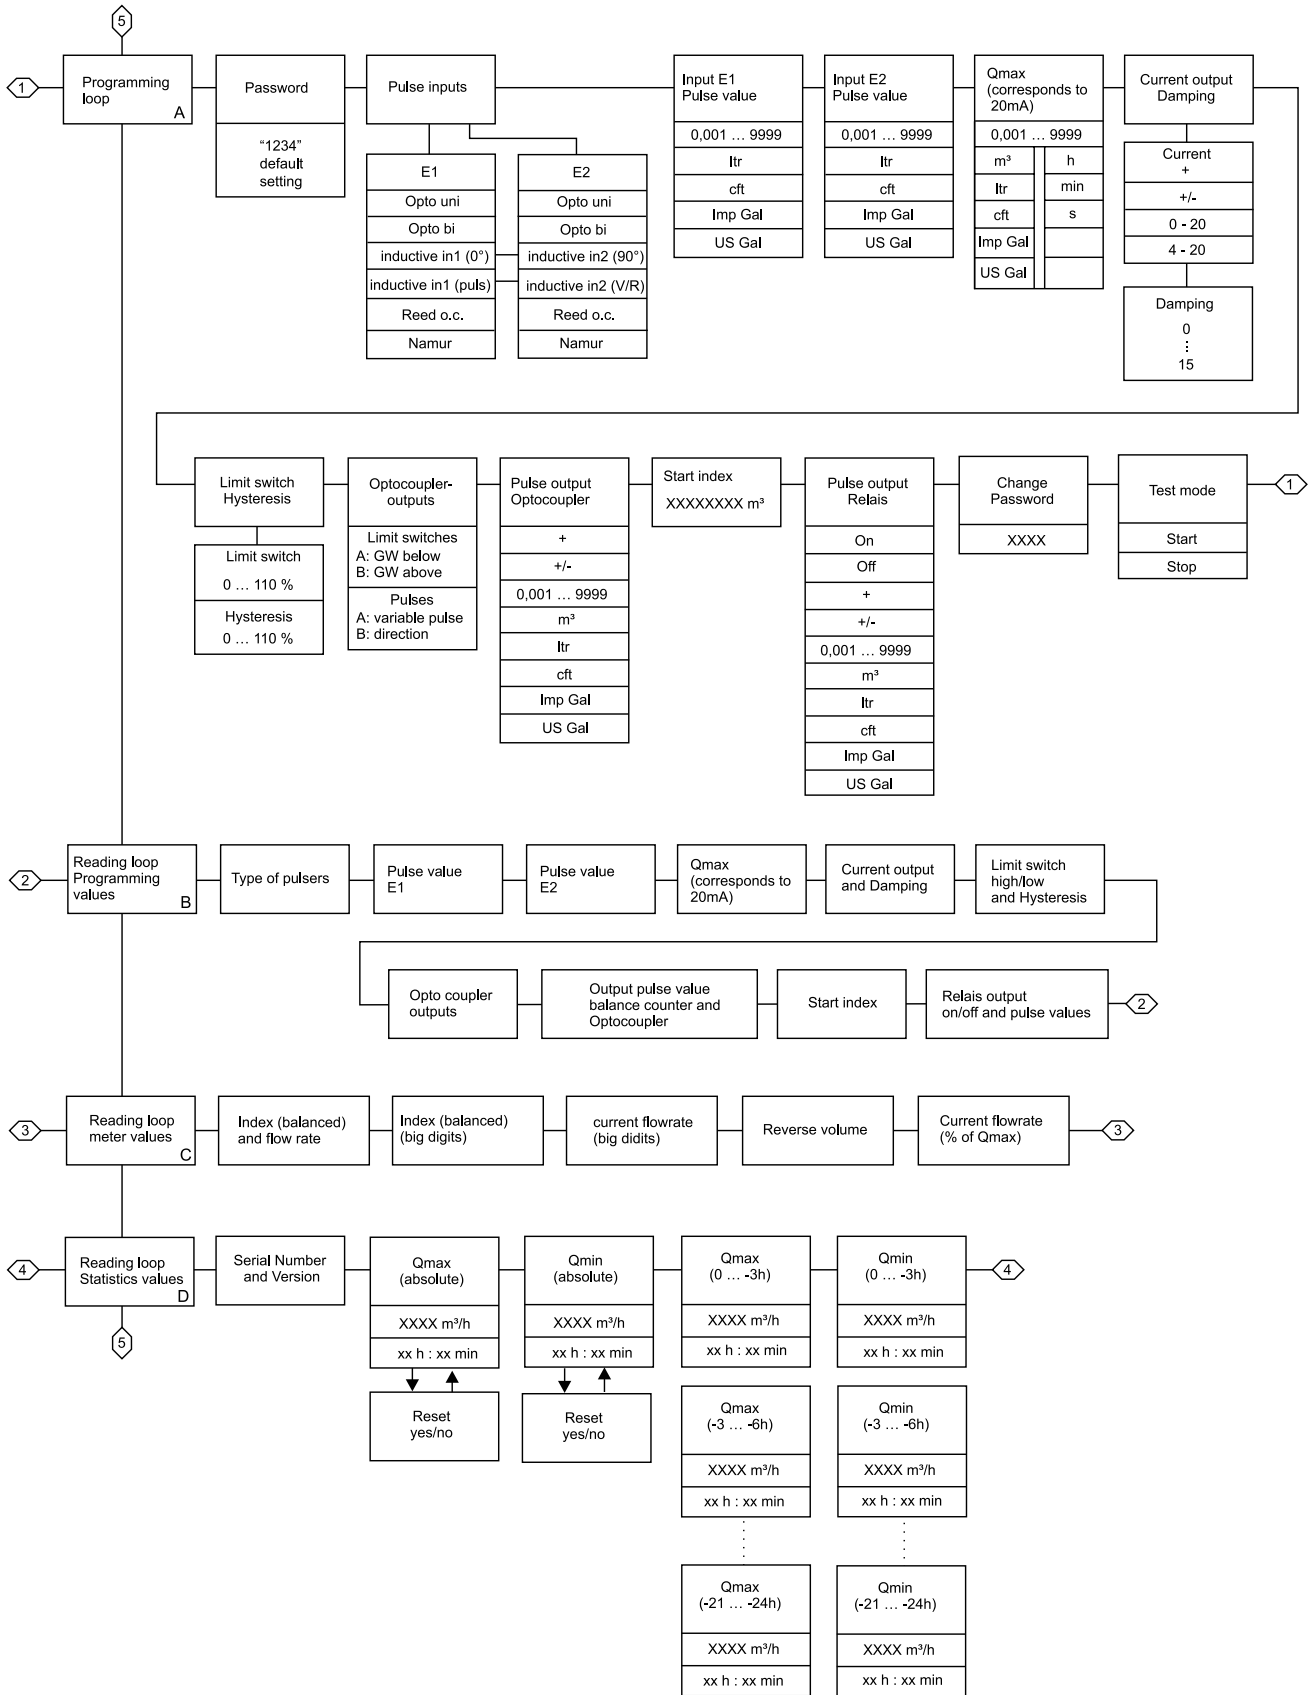 5
1
Programming
loop
A
Password
"1234"
default
setting
Pulse inputs
E1
Opto uni
Opto bi
inductive in1 (0°)
inductive in1 (puls)
Reed o.c.
Namur
E2
Opto uni
Opto bi
inductive in2 (90°)
inductive in2 (V/R)
Reed o.c.
Namur
Input E1
Pulse value
0,001 ... 9999
ltr
cft
Imp Gal
US Gal
Input E2
Pulse value
0,001 ... 9999
ltr
cft
Imp Gal
US Gal
Qmax
(corresponds to
20mA)
0,001 ... 9999
m³ h
ltr min
cft s
Imp Gal
US Gal
Current output
Damping
Current
+
+/-
0 - 20
4 - 20
Damping
0
⋮
15
Limit switch
Hysteresis
Limit switch
0 ... 110 %
Hysteresis
0 ... 110 %
Optocoupler-
outputs
Limit switches
A: GW below
B: GW above
Pulses
A: variable pulse
B: direction
Pulse output
Optocoupler
+
+/-
0,001 ... 9999
m³
ltr
cft
Imp Gal
US Gal
Start index
XXXXXXXX m³
Pulse output
Relais
On
Off
+
+/-
0,001 ... 9999
m³
ltr
cft
Imp Gal
US Gal
Change
Password
XXXX
Test mode
Start
Stop
1
2
Reading loop
Programming
values
B
Type of pulsers
Pulse value
E1
Pulse value
E2
Qmax
(corresponds to
20mA)
Current output
and Damping
Limit switch
high/low
and Hysteresis
Opto coupler
outputs
Output pulse value
balance counter and
Optocoupler
Start index
Relais output
on/off and pulse values
2
3
Reading loop
meter values
C
Index (balanced)
and flow rate
Index (balanced)
(big digits)
current flowrate
(big didits)
Reverse volume
Current flowrate
(% of Qmax)
3
4
Reading loop
Statistics values
D
5
Serial Number
and Version
Qmax
(absolute)
XXXX m³/h
xx h : xx min
Reset
yes/no
Qmin
(absolute)
XXXX m³/h
xx h : xx min
Reset
yes/no
Qmax
(0 ... -3h)
XXXX m³/h
xx h : xx min
Qmin
(0 ... -3h)
XXXX m³/h
xx h : xx min
4
Qmax
(-3 ... -6h)
XXXX m³/h
xx h : xx min
Qmin
(-3 ... -6h)
XXXX m³/h
xx h : xx min
Qmax
(-21 ... -24h)
XXXX m³/h
xx h : xx min
Qmin
(-21 ... -24h)
XXXX m³/h
xx h : xx min